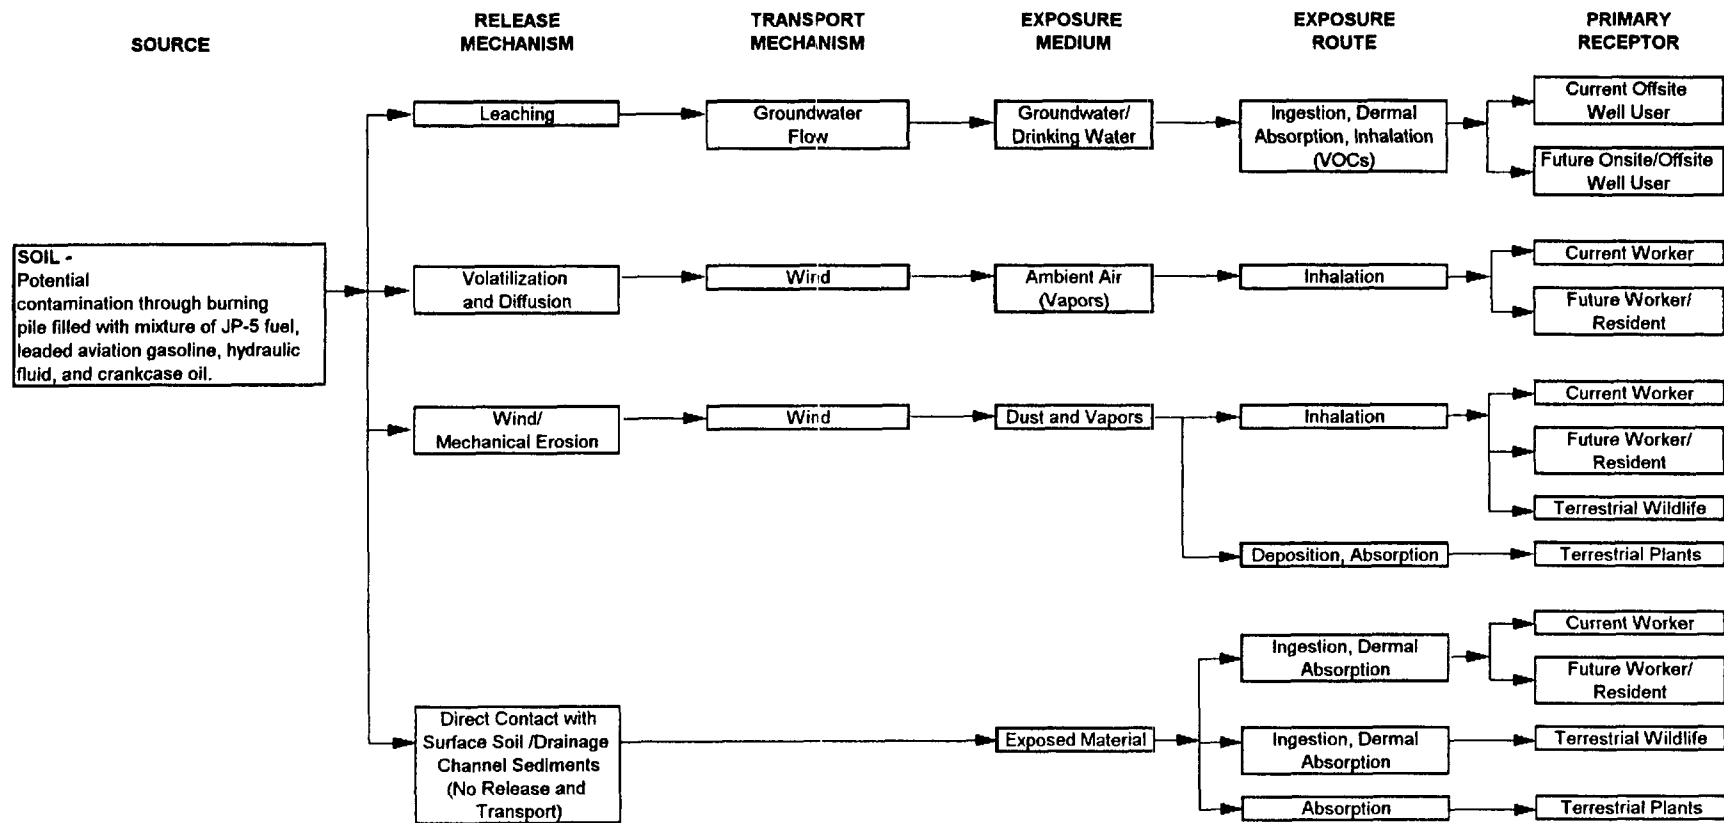 SOURCE
RELEASE
MECHANISM
TRANSPORT
MECHANISM
EXPOSURE
MEDIUM
EXPOSURE
ROUTE
PRIMARY
RECEPTOR
SOIL -
Potential
contamination through burning
pile filled with mixture of JP-5 fuel,
leaded aviation gasoline, hydraulic
fluid, and crankcase oil.
Leaching
Groundwater
Flow
Groundwater/
Drinking Water
Ingestion, Dermal
Absorption, Inhalation
(VOCs)
Current Offsite
Well User
Future Onsite/Offsite
Well User
Volatilization
and Diffusion
Wind
Ambient Air
(Vapors)
Inhalation
Current Worker
Future Worker/
Resident
Wind/
Mechanical Erosion
Wind
Dust and Vapors
Inhalation
Current Worker
Future Worker/
Resident
Terrestrial Wildlife
Deposition, Absorption
Terrestrial Plants
Direct Contact with
Surface Soil /Drainage
Channel Sediments
(No Release and
Transport)
Exposed Material
Ingestion, Dermal
Absorption
Current Worker
Future Worker/
Resident
Ingestion, Dermal
Absorption
Terrestrial Wildlife
Absorption
Terrestrial Plants